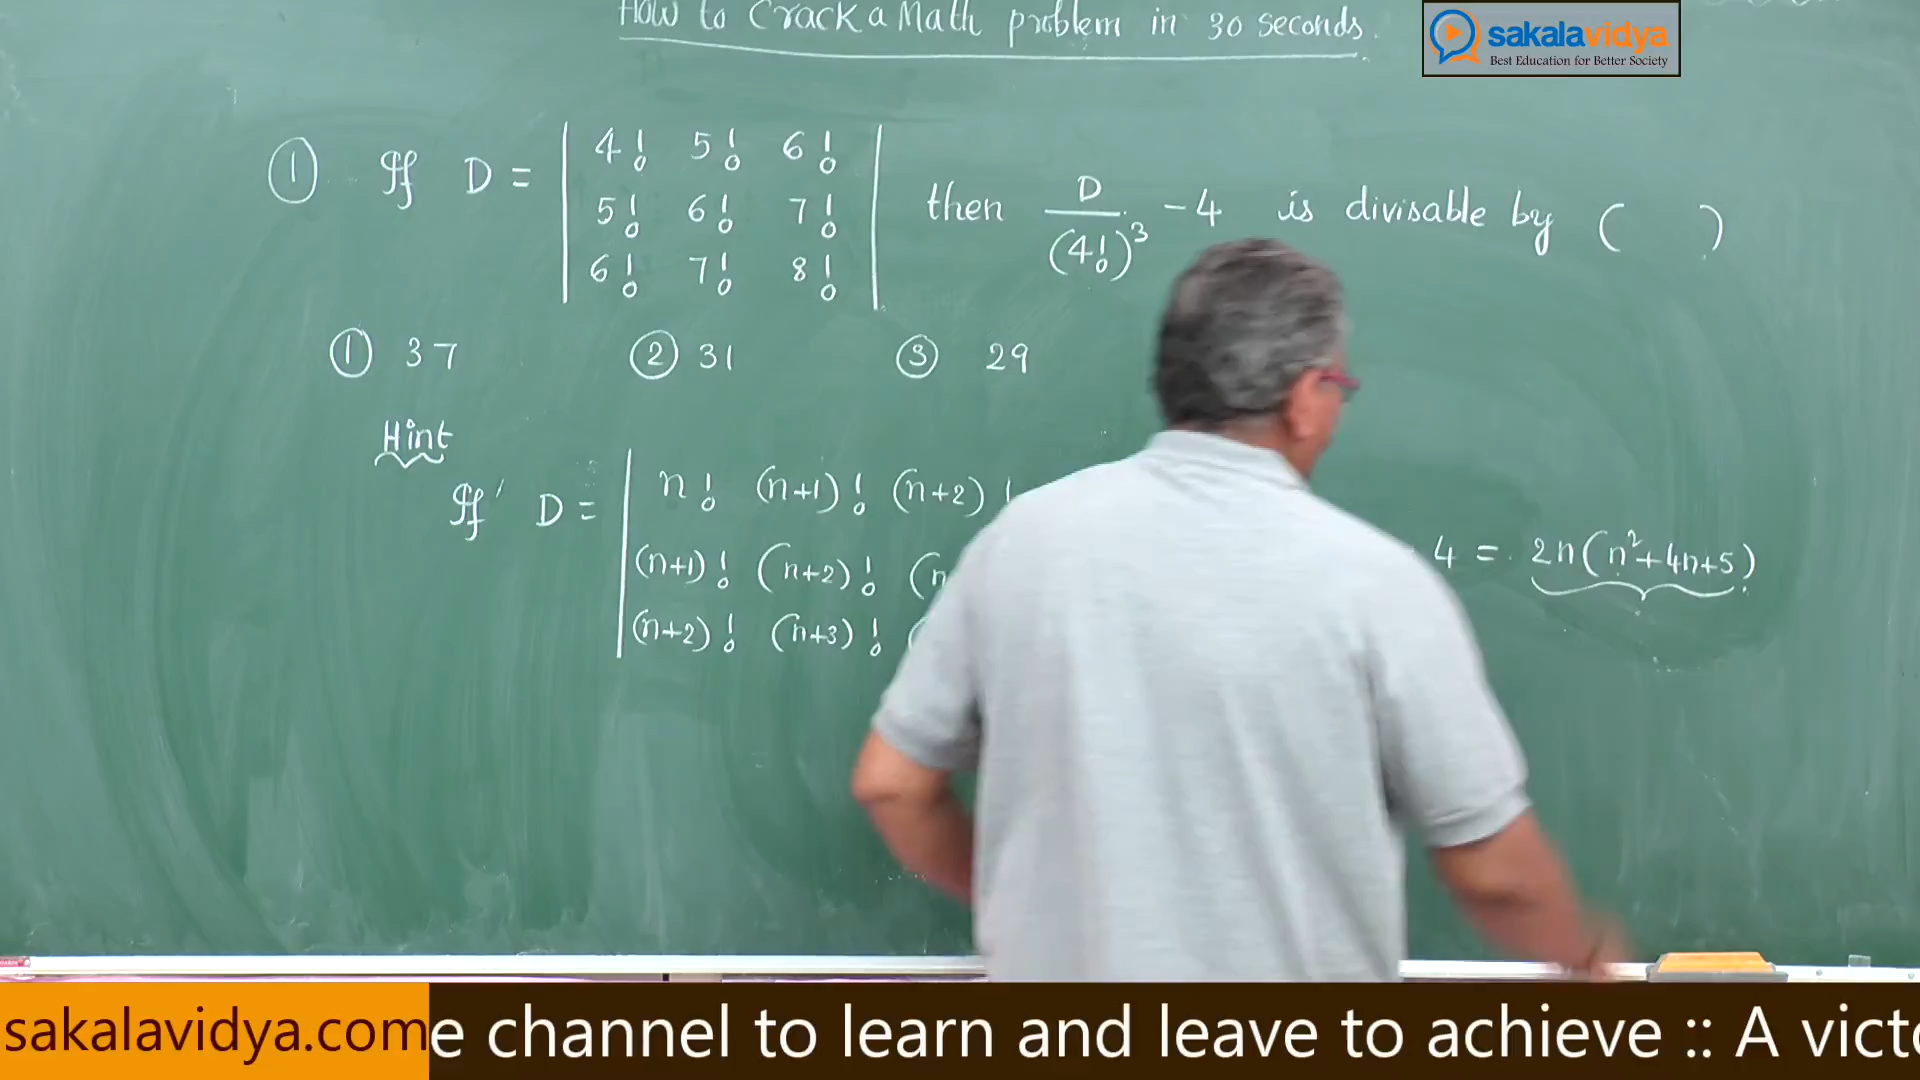 How to Crack a Math problem in 30 seconds.
sakalavidya
Best Education for Better Society
① If D = | 4! 5! 6! | then D/(4!)³ - 4 is divisable by ( )
5! 6! 7!
6! 7! 8!
① 37 ② 31 ③ 29
Hint
If D = | n! (n+1)! (n+2)!
4 = 2n(n²+4n+5)
(n+1)! (n+2)! (n
(n+2)! (n+3)! (
sakalavidya.com
e channel to learn and leave to achieve :: A victo